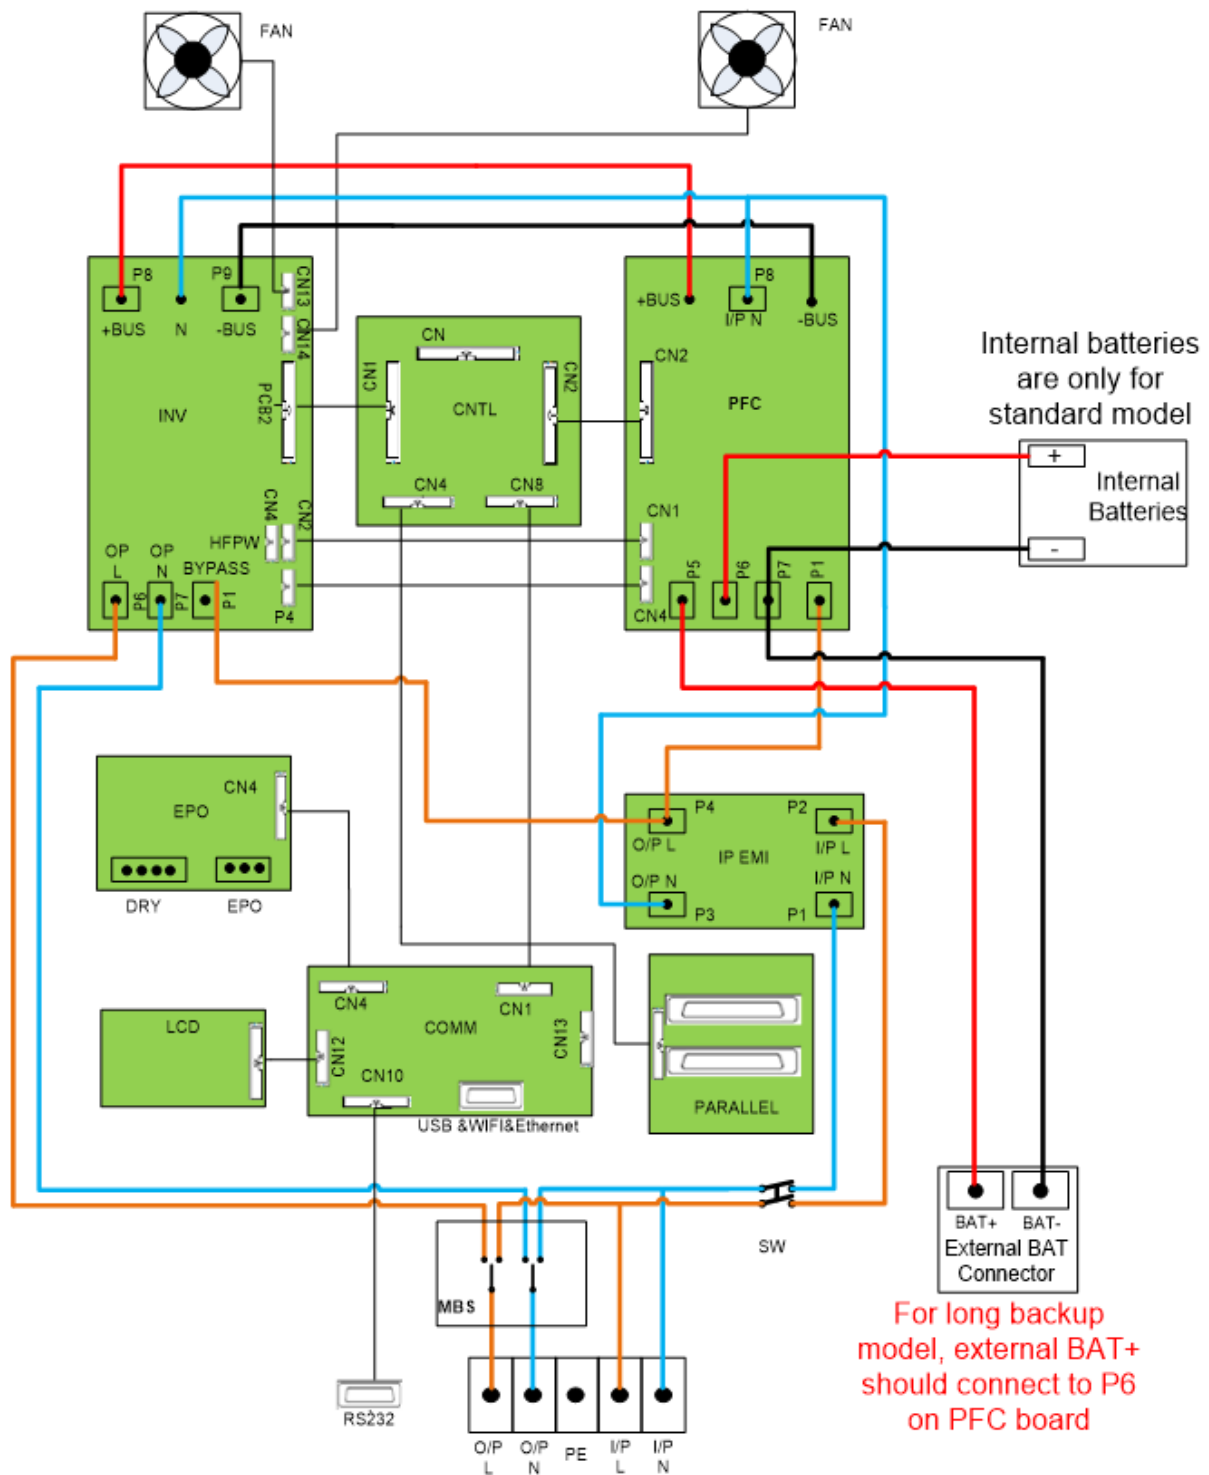 FAN
FAN
P8
P9
CN13
+BUS
N
-BUS
CN14
P8
+BUS
I/P N
-BUS
INV
PCB2
CN
CN1
CN2
CNTL
CN4
CN8
CN2
PFC
Internal batteries
are only for
standard model
+
Internal
Batteries
-
CN4
CN2
HFPW
OP
L
OP
N
BYPASS
P6
P7
P1
P4
CN1
CN4
P5
P6
P7
P1
CN4
EPO
DRY
EPO
P4
P2
O/P L
I/P L
IP EMI
O/P N
I/P N
P3
P1
LCD
CN4
CN1
COMM
CN12
CN13
CN10
USB &WIFI&Ethernet
PARALLEL
SW
MBS
BAT+
BAT-
External BAT
Connector
For long backup
model, external BAT+
should connect to P6
on PFC board
RS232
O/P
L
O/P
N
PE
I/P
L
I/P
N